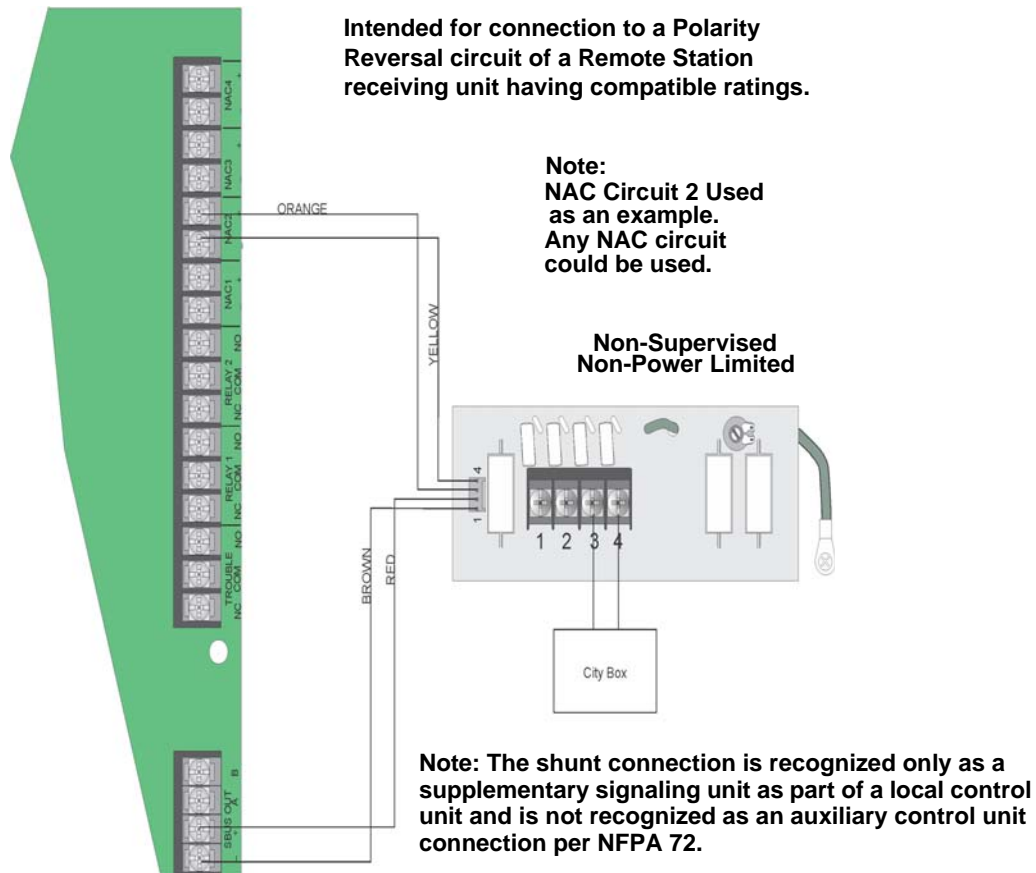 Intended for connection to a Polarity
Reversal circuit of a Remote Station
receiving unit having compatible ratings.
Note:
NAC Circuit 2 Used
as an example.
Any NAC circuit
could be used.
Non-Supervised
Non-Power Limited
NAC4
+
NAC3
+
NAC2
+
NAC1
+
RELAY 2
NC COM NO
RELAY 1
NC COM NO
TROUBLE
NC COM NO
SBUS OUT
- + A B
ORANGE
YELLOW
BROWN
RED
4
1
1 2 3 4
City Box
Note: The shunt connection is recognized only as a
supplementary signaling unit as part of a local control
unit and is not recognized as an auxiliary control unit
connection per NFPA 72.